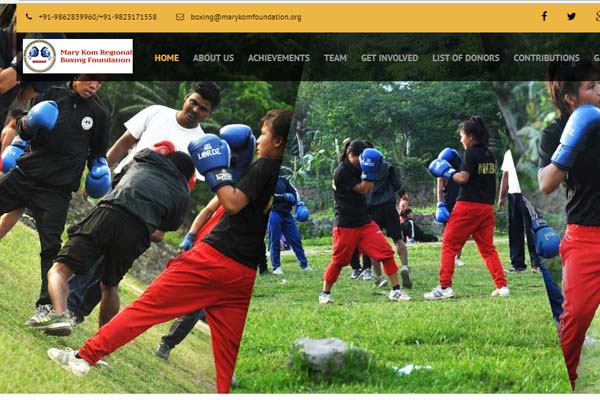 +91-9862839960/+91-9823171558 boxing@marykomfoundation.org
Mary Kom Regional
Boxing Foundation
HOME ABOUT US ACHIEVEMENTS TEAM GET INVOLVED LIST OF DONORS CONTRIBUTIONS GA
LORDZ